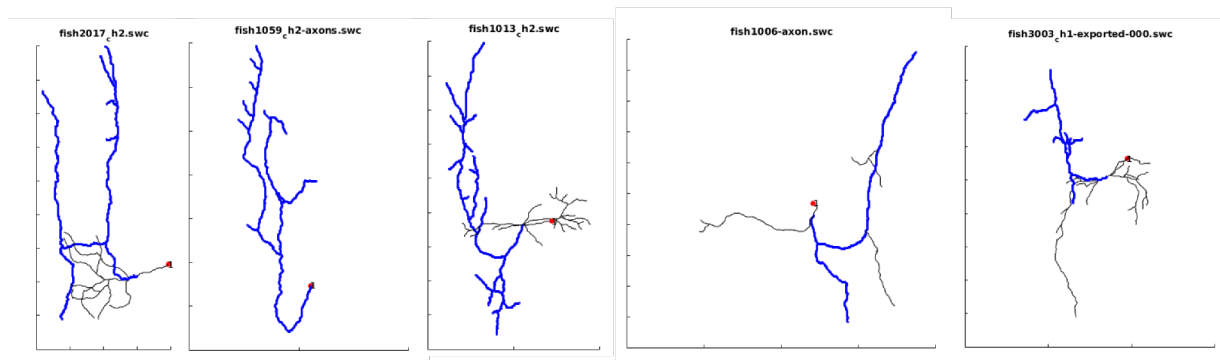 fish2017_ch2.swc
fish1059_ch2-axons.swc
fish1013_ch2.swc
fish1006-axon.swc
fish3003_ch1-exported-000.swc